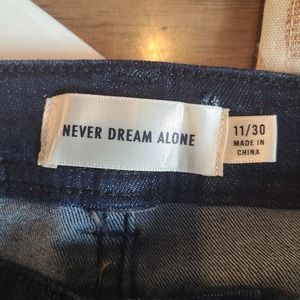 NEVER DREAM ALONE
11/30
MADE IN
CHINA